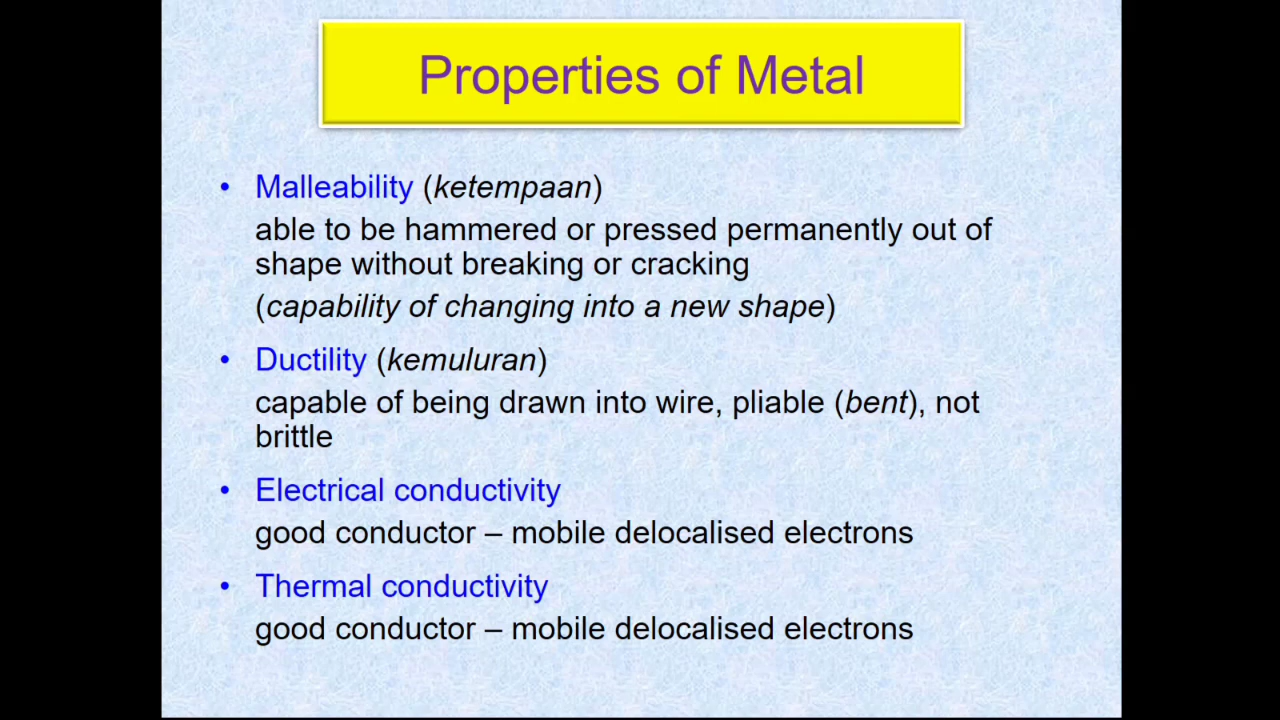 Properties of Metal
• Malleability (ketempaan)
able to be hammered or pressed permanently out of
shape without breaking or cracking
(capability of changing into a new shape)
• Ductility (kemuluran)
capable of being drawn into wire, pliable (bent), not
brittle
• Electrical conductivity
good conductor – mobile delocalised electrons
• Thermal conductivity
good conductor – mobile delocalised electrons